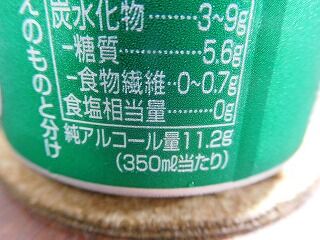 炭水化物 3~9g
-糖質 5.6g
-食物繊維 0~0.7g
食塩相当量 0g
純アルコール量11.2g
(350ml当たり)
んのものと分け